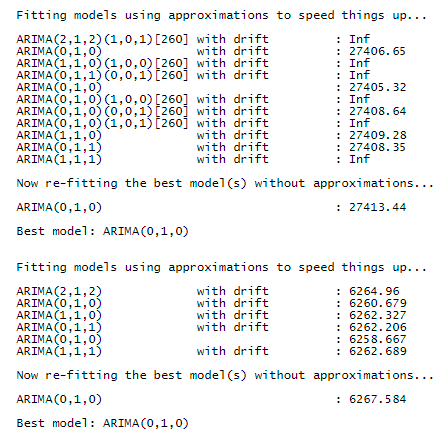 Fitting models using approximations to speed things up...
ARIMA(2,1,2)(1,0,1)[260] with drift : Inf
ARIMA(0,1,0) with drift : 27406.65
ARIMA(1,1,0)(1,0,0)[260] with drift : Inf
ARIMA(0,1,1)(0,0,1)[260] with drift : Inf
ARIMA(0,1,0) : 27405.32
ARIMA(0,1,0)(1,0,0)[260] with drift : Inf
ARIMA(0,1,0)(0,0,1)[260] with drift : 27408.64
ARIMA(0,1,0)(1,0,1)[260] with drift : Inf
ARIMA(1,1,0) with drift : 27409.28
ARIMA(0,1,1) with drift : 27408.35
ARIMA(1,1,1) with drift : Inf
Now re-fitting the best model(s) without approximations...
ARIMA(0,1,0) : 27413.44
Best model: ARIMA(0,1,0)
Fitting models using approximations to speed things up...
ARIMA(2,1,2) with drift : 6264.96
ARIMA(0,1,0) with drift : 6260.679
ARIMA(1,1,0) with drift : 6262.327
ARIMA(0,1,1) with drift : 6262.206
ARIMA(0,1,0) : 6258.667
ARIMA(1,1,1) with drift : 6262.689
Now re-fitting the best model(s) without approximations...
ARIMA(0,1,0) : 6267.584
Best model: ARIMA(0,1,0)